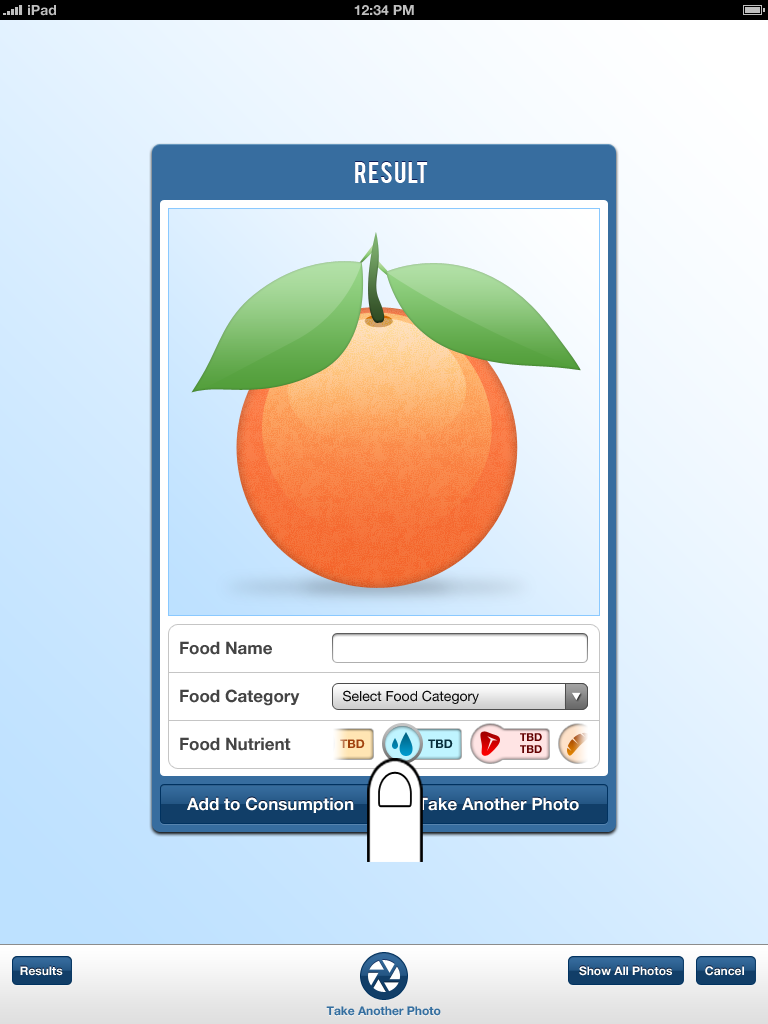 iPad
12:34 PM
RESULT
Food Name
Food Category
Select Food Category
Food Nutrient
TBD
TBD
TBD
TBD
Add to Consumption
Take Another Photo
Results
Take Another Photo
Show All Photos
Cancel